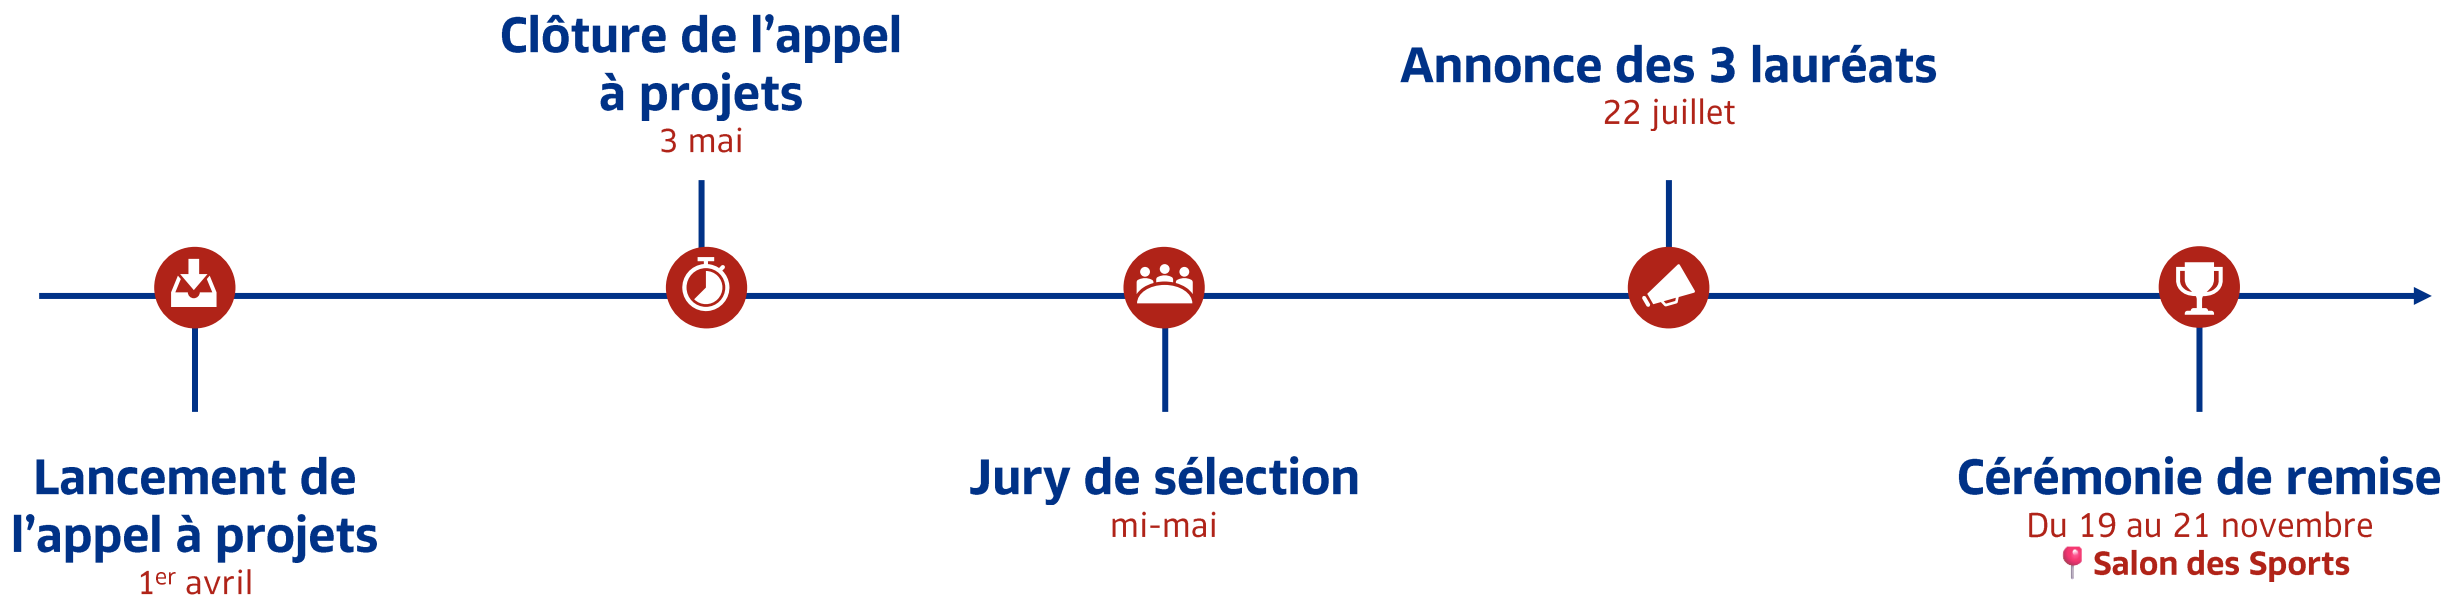 Lancement de
l’appel à projets
1er avril
Clôture de l’appel
à projets
3 mai
Jury de sélection
mi-mai
Annonce des 3 lauréats
22 juillet
Cérémonie de remise
Du 19 au 21 novembre
Salon des Sports